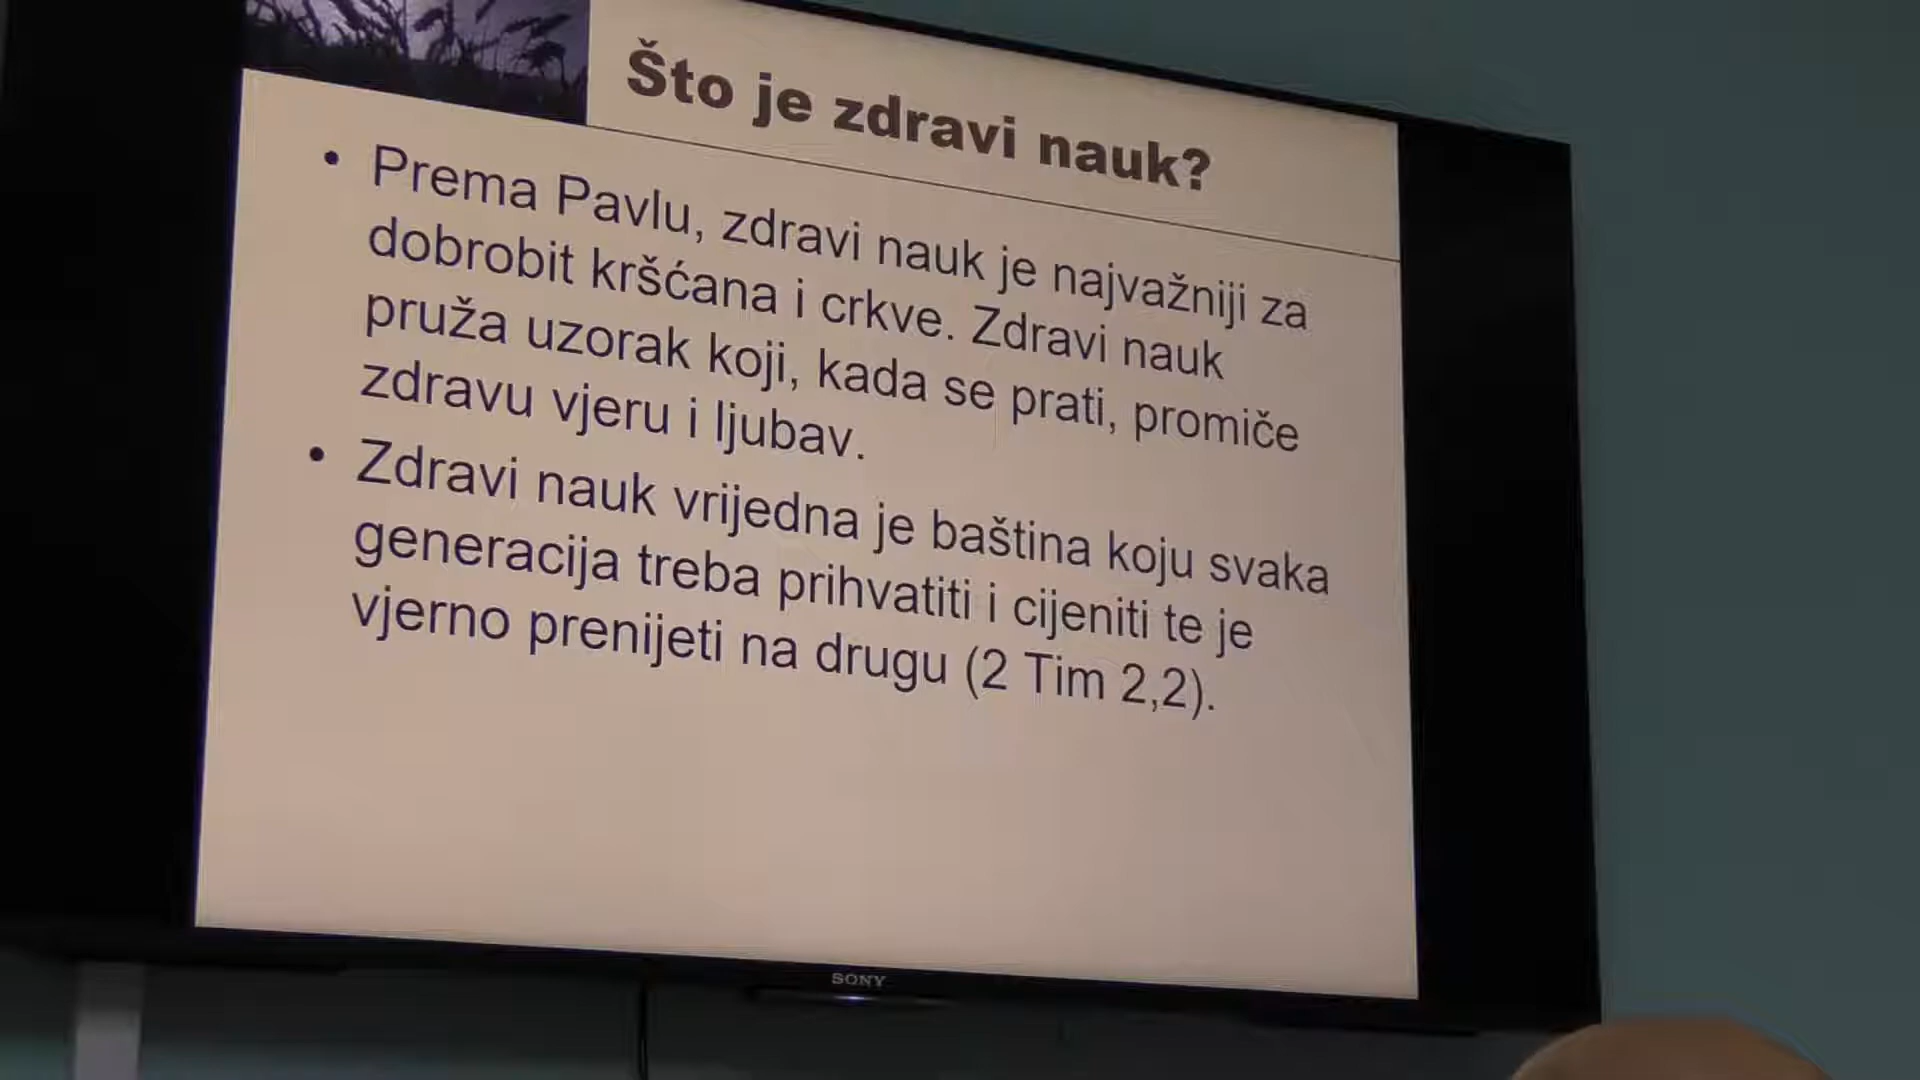 Što je zdravi nauk?
• Prema Pavlu, zdravi nauk je najvažniji za
dobrobit kršćana i crkve. Zdravi nauk
pruža uzorak koji, kada se prati, promiče
zdravu vjeru i ljubav.
• Zdravi nauk vrijedna je baština koju svaka
generacija treba prihvatiti i cijeniti te je
vjerno prenijeti na drugu (2 Tim 2,2).
SONY